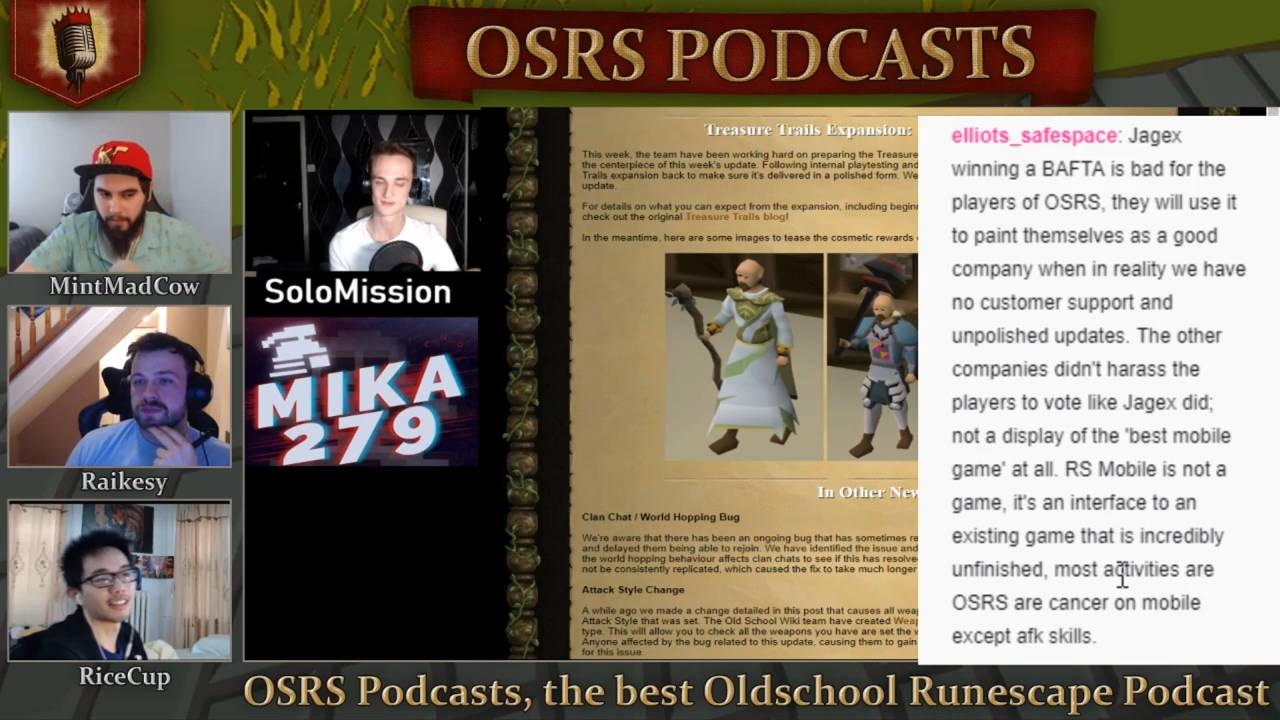 OSRS PODCASTS
MintMadCow
Raikesy
RiceCup
SoloMission
MIKA
279
Treasure Trails Expansion:
This week, the team have been working hard on preparing the Treasure
the centerpiece of this week's update. Following internal playtesting and
Trails expansion back to make sure it's delivered in a polished form. We
update.
For details on what you can expect from the expansion, including beginn
check out the original Treasure Trails blog!
In the meantime, here are some images to tease the cosmetic rewards
In Other New
Clan Chat / World Hopping Bug
We're aware that there has been an ongoing bug that has sometimes re
and delayed them being able to rejoin. We have identified the issue and
the world hopping behaviour affects clan chats to see if this has resolve
not be consistently replicated, which caused the fix to take much longer
Attack Style Change
A while ago we made a change detailed in this post that causes all weap
Attack Style that was set. The Old School Wiki team have created Weap
type. This will allow you to check all the weapons you have are set the w
Anyone affected by the bug related to this update, causing them to gain
for this issue.
elliots_safespace: Jagex
winning a BAFTA is bad for the
players of OSRS, they will use it
to paint themselves as a good
company when in reality we have
no customer support and
unpolished updates. The other
companies didn't harass the
players to vote like Jagex did;
not a display of the 'best mobile
game' at all. RS Mobile is not a
game, it's an interface to an
existing game that is incredibly
unfinished, most activities are
OSRS are cancer on mobile
except afk skills.
OSRS Podcasts, the best Oldschool Runescape Podcast